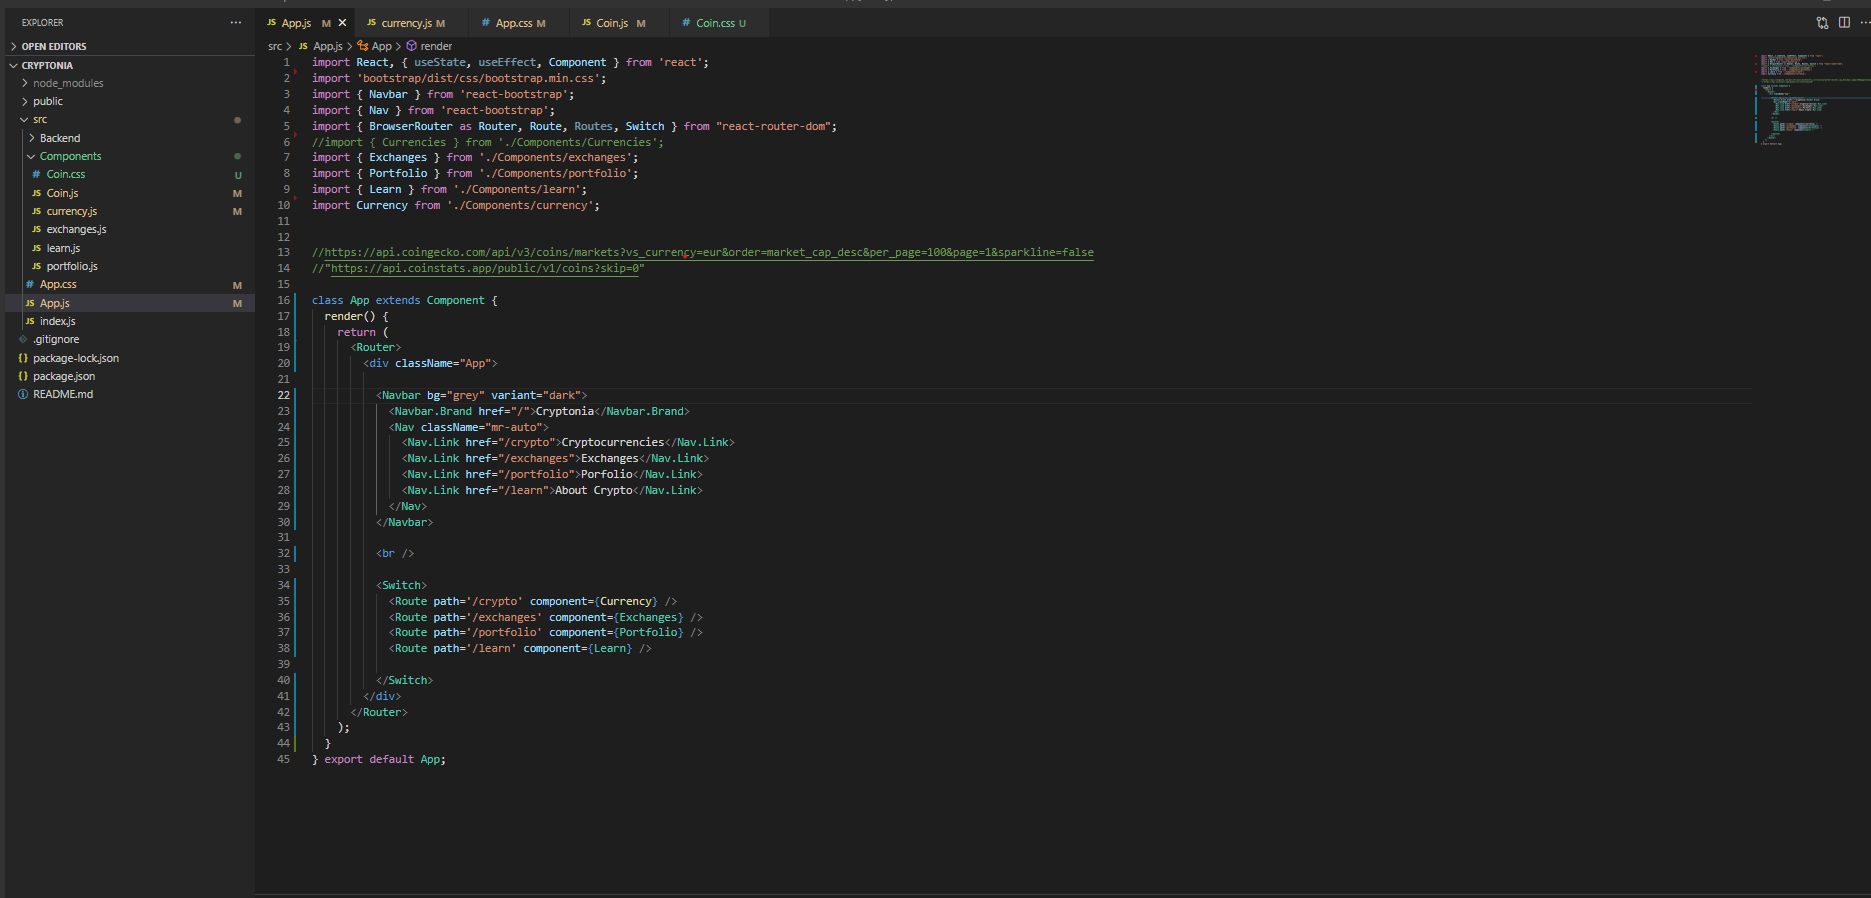 EXPLORER
OPEN EDITORS
CRYPTONIA
node_modules
public
src
Backend
Components
# Coin.css U
JS Coin.js M
JS currency.js M
JS exchanges.js
JS learn.js
JS portfolio.js
# App.css M
JS App.js M
JS index.js
.gitignore
{} package-lock.json
{} package.json
README.md
JS App.js M
JS currency.js M
# App.css M
JS Coin.js M
# Coin.css U
src > JS App.js > App > render
1 import React, { useState, useEffect, Component } from 'react';
2 import 'bootstrap/dist/css/bootstrap.min.css';
3 import { Navbar } from 'react-bootstrap';
4 import { Nav } from 'react-bootstrap';
5 import { BrowserRouter as Router, Route, Routes, Switch } from "react-router-dom";
6 //import { Currencies } from './Components/Currencies';
7 import { Exchanges } from './Components/exchanges';
8 import { Portfolio } from './Components/portfolio';
9 import { Learn } from './Components/learn';
10 import Currency from './Components/currency';
11
12
13 //https://api.coingecko.com/api/v3/coins/markets?vs_currency=eur&order=market_cap_desc&per_page=100&page=1&sparkline=false
14 //"https://api.coinstats.app/public/v1/coins?skip=0"
15
16 class App extends Component {
17 render() {
18 return (
19 <Router>
20 <div className="App">
21
22 <Navbar bg="grey" variant="dark">
23 <Navbar.Brand href="/">Cryptonia</Navbar.Brand>
24 <Nav className="mr-auto">
25 <Nav.Link href="/crypto">Cryptocurrencies</Nav.Link>
26 <Nav.Link href="/exchanges">Exchanges</Nav.Link>
27 <Nav.Link href="/portfolio">Porfolio</Nav.Link>
28 <Nav.Link href="/learn">About Crypto</Nav.Link>
29 </Nav>
30 </Navbar>
31
32 <br />
33
34 <Switch>
35 <Route path='/crypto' component={Currency} />
36 <Route path='/exchanges' component={Exchanges} />
37 <Route path='/portfolio' component={Portfolio} />
38 <Route path='/learn' component={Learn} />
39
40 </Switch>
41 </div>
42 </Router>
43 );
44 }
45 } export default App;